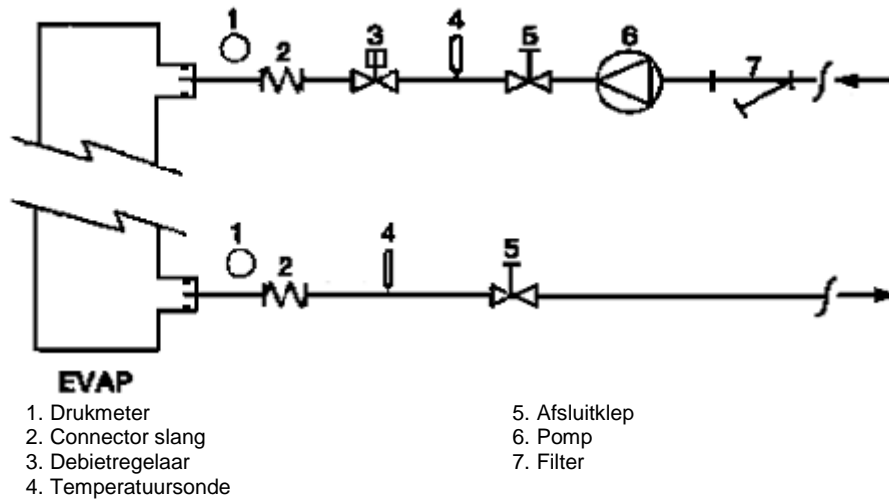 1 2 3 4 5 6 7
1 2 4 5
EVAP
1. Drukmeter
2. Connector slang
3. Debietregelaar
4. Temperatuursonde
5. Afsluitklep
6. Pomp
7. Filter